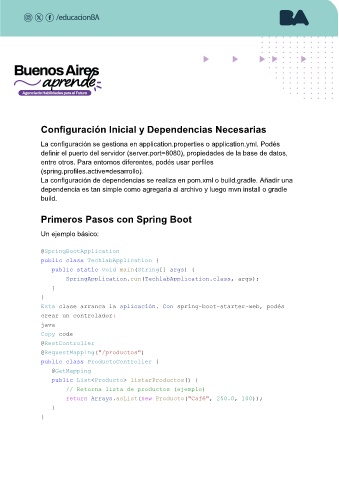 /educacionBA
BA
Buenos Aires
aprende
Agencia de Habilidades para el Futuro
Configuración Inicial y Dependencias Necesarias
La configuración se gestiona en application.properties o application.yml. Podés
definir el puerto del servidor (server.port=8080), propiedades de la base de datos,
entre otros. Para entornos diferentes, podés usar perfiles
(spring.profiles.active=desarrollo).
La configuración de dependencias se realiza en pom.xml o build.gradle. Añadir una
dependencia es tan simple como agregarla al archivo y luego mvn install o gradle
build.
Primeros Pasos con Spring Boot
Un ejemplo básico:
@SpringBootApplication
public class TechlabApplication {
public static void main(String[] args) {
SpringApplication.run(TechlabApplication.class, args);
}
}
Esta clase arranca la aplicación. Con spring-boot-starter-web, podés
crear un controlador:
java
Copy code
@RestController
@RequestMapping("/productos")
public class ProductoController {
@GetMapping
public List<Producto> listarProductos() {
// Retorna lista de productos (ejemplo)
return Arrays.asList(new Producto("Café", 250.0, 100));
}
}